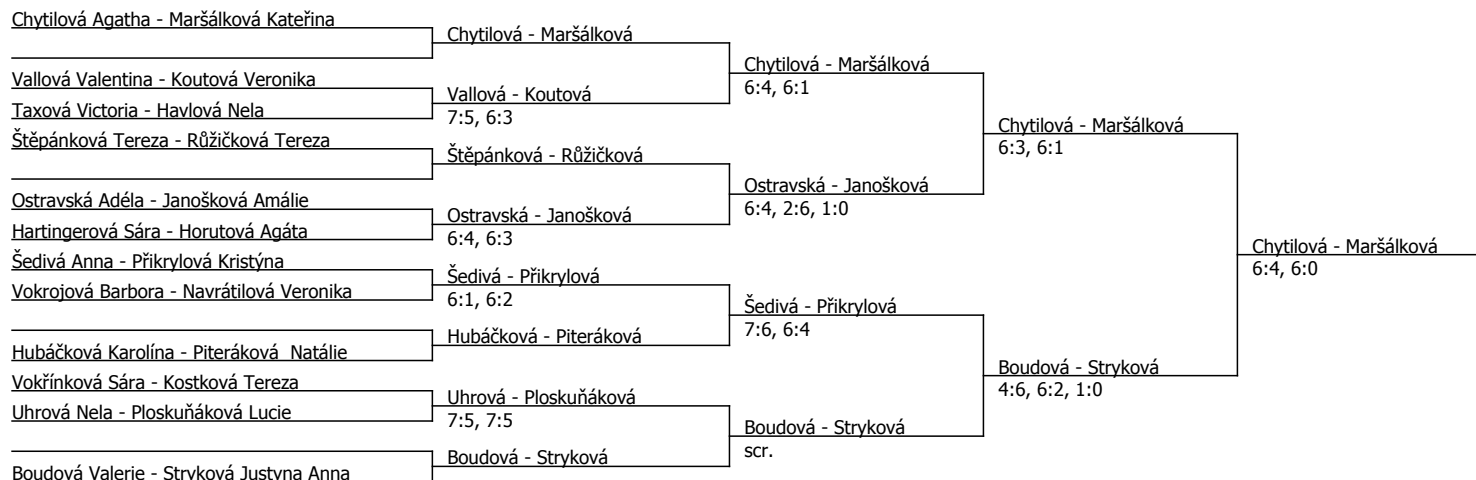 Chytilová Agatha - Maršálková Kateřina
Vallová Valentina - Koutová Veronika
Taxová Victoria - Havlová Nela
Štěpánková Tereza - Růžičková Tereza
Ostravská Adéla - Janošková Amálie
Hartingerová Sára - Horutová Agáta
Šedivá Anna - Přikrylová Kristýna
Vokrojová Barbora - Navrátilová Veronika
Hubáčková Karolína - Piteráková  Natálie
Vokřínková Sára - Kostková Tereza
Uhrová Nela - Ploskuňáková Lucie
Boudová Valerie - Stryková Justyna Anna
Chytilová - Maršálková
Vallová - Koutová
7:5, 6:3
Štěpánková - Růžičková
Ostravská - Janošková
6:4, 6:3
Šedivá - Přikrylová
6:1, 6:2
Hubáčková - Piteráková
Uhrová - Ploskuňáková
7:5, 7:5
Boudová - Stryková
Chytilová - Maršálková
6:4, 6:1
Ostravská - Janošková
6:4, 2:6, 1:0
Šedivá - Přikrylová
7:6, 6:4
Boudová - Stryková
scr.
Chytilová - Maršálková
6:3, 6:1
Boudová - Stryková
4:6, 6:2, 1:0
Chytilová - Maršálková
6:4, 6:0